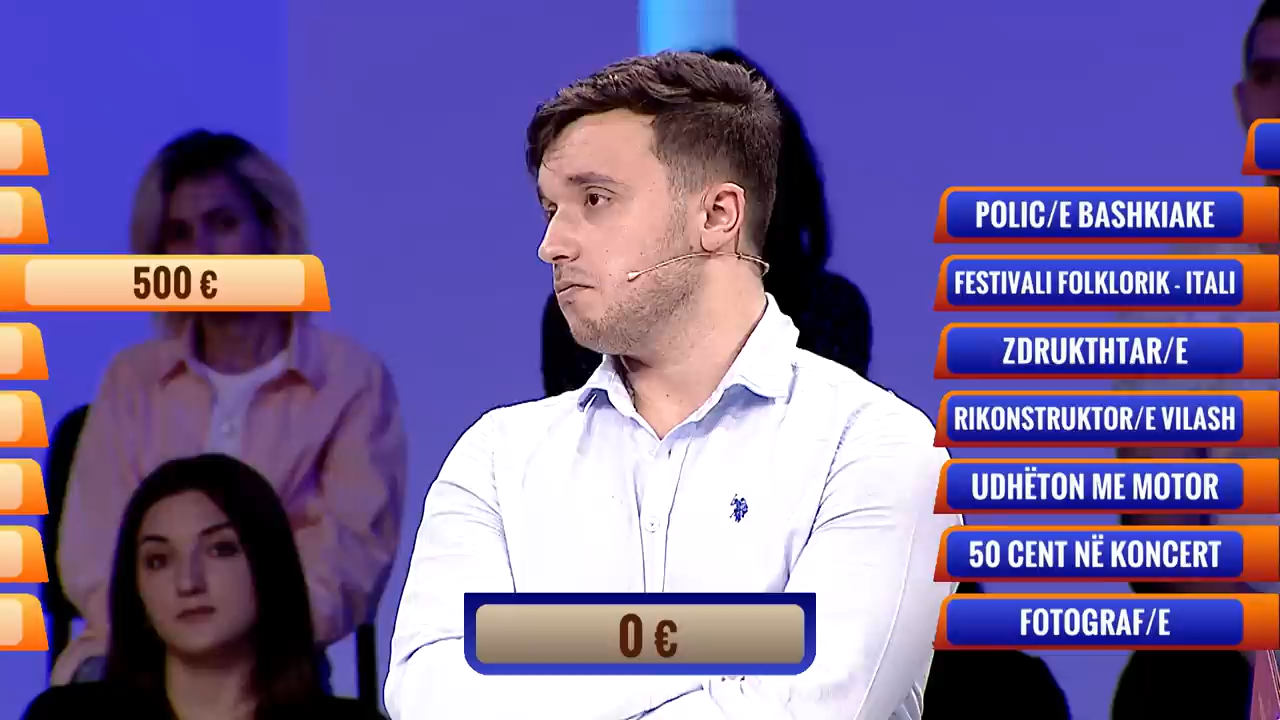 500 €
POLIC/E BASHKIAKE
FESTIVALI FOLKLORIK - ITALI
ZDRUKTHTAR/E
RIKONSTRUKTOR/E VILASH
UDHËTON ME MOTOR
50 CENT NË KONCERT
FOTOGRAF/E
0 €